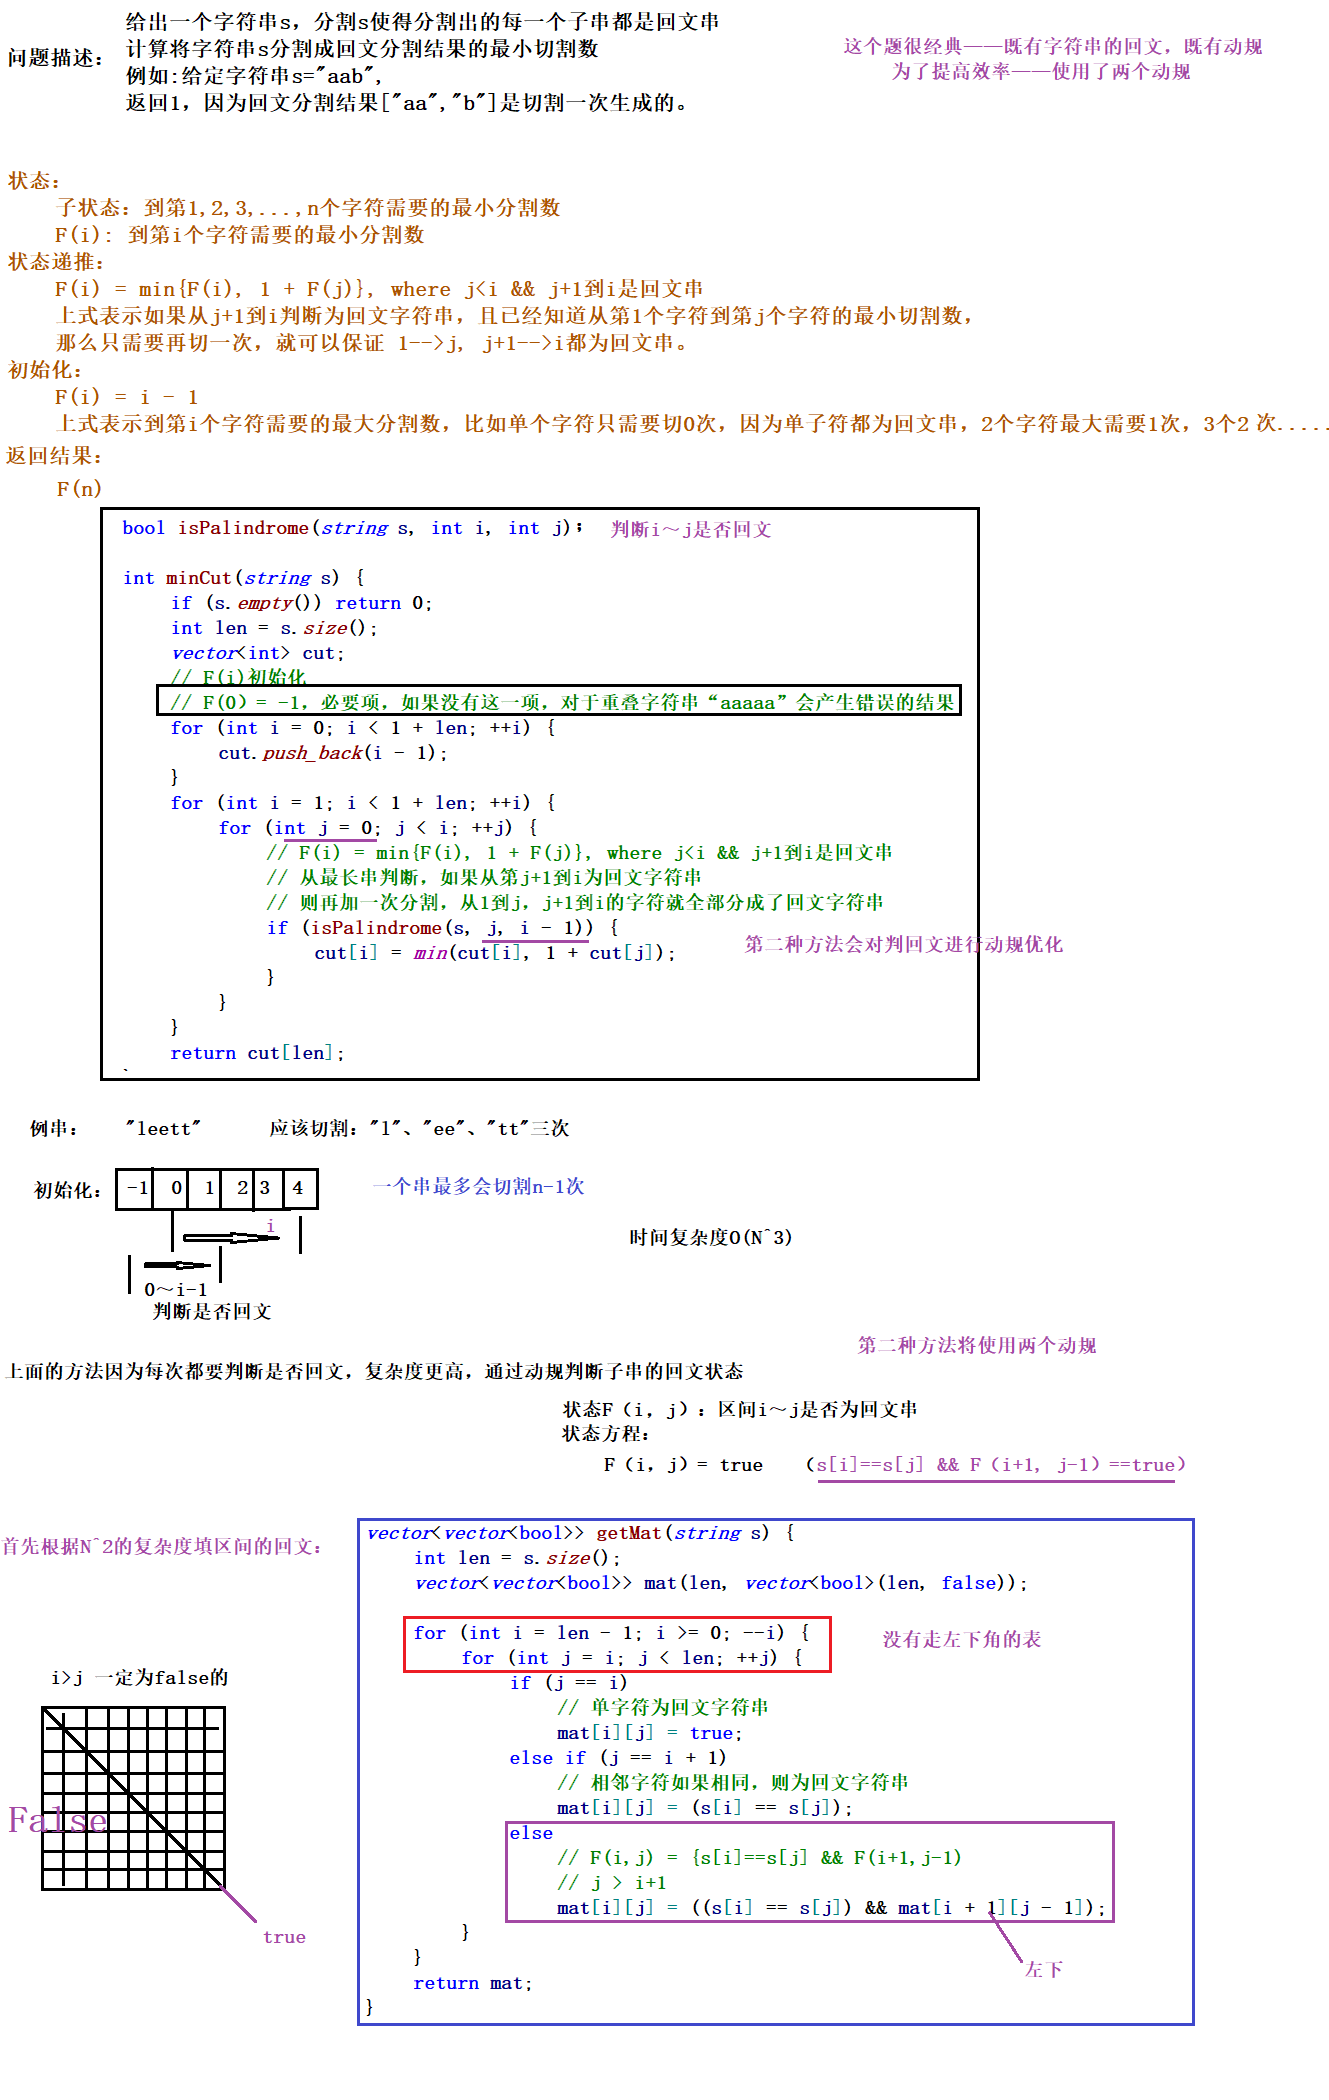 给出一个字符串s，分割s使得分割出的每一个子串都是回文串
问题描述：
计算将字符串s分割成回文分割结果的最小切割数
例如:给定字符串s="aab",
返回1，因为回文分割结果["aa","b"]是切割一次生成的。
这个题很经典——既有字符串的回文，既有动规
为了提高效率——使用了两个动规
状态：
子状态：到第1,2,3,...,n个字符需要的最小分割数
F(i): 到第i个字符需要的最小分割数
状态递推：
F(i) = min{F(i), 1 + F(j)}, where j<i && j+1到i是回文串
上式表示如果从j+1到i判断为回文字符串，且已经知道从第1个字符到第j个字符的最小切割数，
那么只需要再切一次，就可以保证 1-->j, j+1-->i都为回文串。
初始化：
F(i) = i - 1
上式表示到第i个字符需要的最大分割数，比如单个字符只需要切0次，因为单子符都为回文串，2个字符最大需要1次，3个2 次.....
返回结果：
F(n)
bool isPalindrome(string s, int i, int j); 判断i～j是否回文
int minCut(string s) {
if (s.empty()) return 0;
int len = s.size();
vector<int> cut;
// F(i)初始化
// F(0）= -1，必要项，如果没有这一项，对于重叠字符串“aaaaa”会产生错误的结果
for (int i = 0; i < 1 + len; ++i) {
cut.push_back(i - 1);
}
for (int i = 1; i < 1 + len; ++i) {
for (int j = 0; j < i; ++j) {
// F(i) = min{F(i), 1 + F(j)}, where j<i && j+1到i是回文串
// 从最长串判断，如果从第j+1到i为回文字符串
// 则再加一次分割，从1到j，j+1到i的字符就全部分成了回文字符串
if (isPalindrome(s, j, i - 1)) {
第二种方法会对判回文进行动规优化
cut[i] = min(cut[i], 1 + cut[j]);
}
}
}
return cut[len];
例串： "leett" 应该切割："l"、"ee"、"tt"三次
初始化： -1 0 1 2 3 4 一个串最多会切割n-1次
i
时间复杂度O(N^3)
0～i-1
判断是否回文
第二种方法将使用两个动规
上面的方法因为每次都要判断是否回文，复杂度更高，通过动规判断子串的回文状态
状态F（i，j）：区间i～j是否为回文串
状态方程：
F（i，j）= true （s[i]==s[j] && F（i+1, j-1）==true）
首先根据N^2的复杂度填区间的回文：
vector<vector<bool>> getMat(string s) {
int len = s.size();
vector<vector<bool>> mat(len, vector<bool>(len, false));
for (int i = len - 1; i >= 0; --i) {
没有走左下角的表
for (int j = i; j < len; ++j) {
i>j 一定为false的
if (j == i)
// 单字符为回文字符串
mat[i][j] = true;
else if (j == i + 1)
// 相邻字符如果相同，则为回文字符串
mat[i][j] = (s[i] == s[j]);
False
else
// F(i,j) = {s[i]==s[j] && F(i+1,j-1)
// j > i+1
mat[i][j] = ((s[i] == s[j]) && mat[i + 1][j - 1]);
true
}
}
左下
return mat;
}